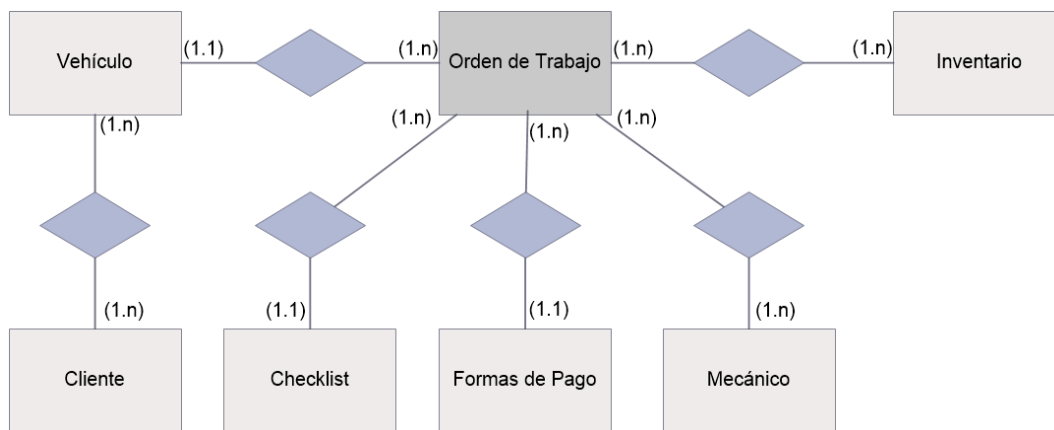 Vehículo
(1.1)
(1.n)
Orden de Trabajo
(1.n)
(1.n)
Inventario
(1.n)
(1.n)
(1.n)
(1.n)
(1.n)
(1.1)
(1.1)
(1.n)
Cliente
Checklist
Formas de Pago
Mecánico